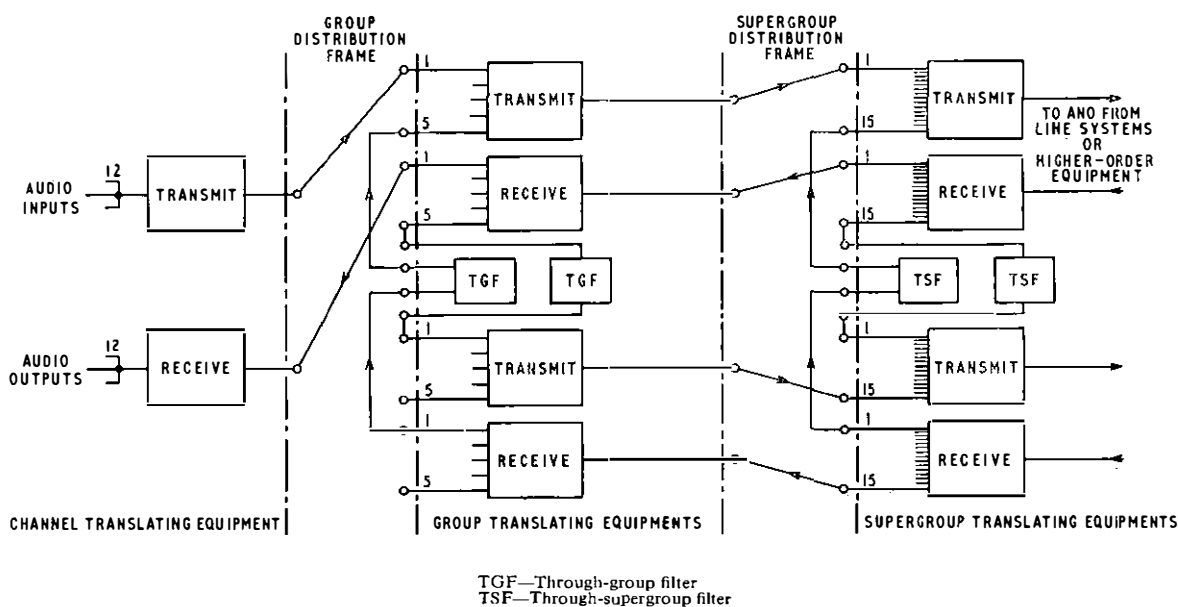 GROUP
DISTRIBUTION
FRAME
SUPERGROUP
DISTRIBUTION
FRAME
1
TRANSMIT
5
1
TRANSMIT
15
TO ANO FROM
LINE SYSTEMS
OR
HIGHER-ORDER
EQUIPMENT
AUDIO
INPUTS
12
TRANSMIT
1
RECEIVE
5
1
RECEIVE
15
TGF
TGF
TSF
TSF
AUDIO
OUTPUTS
12
RECEIVE
1
TRANSMIT
5
1
TRANSMIT
15
1
RECEIVE
5
1
RECEIVE
15
CHANNEL TRANSLATING EQUIPMENT
GROUP TRANSLATING EQUIPMENTS
SUPERGROUP TRANSLATING EQUIPMENTS
TGF—Through-group filter
TSF—Through-supergroup filter